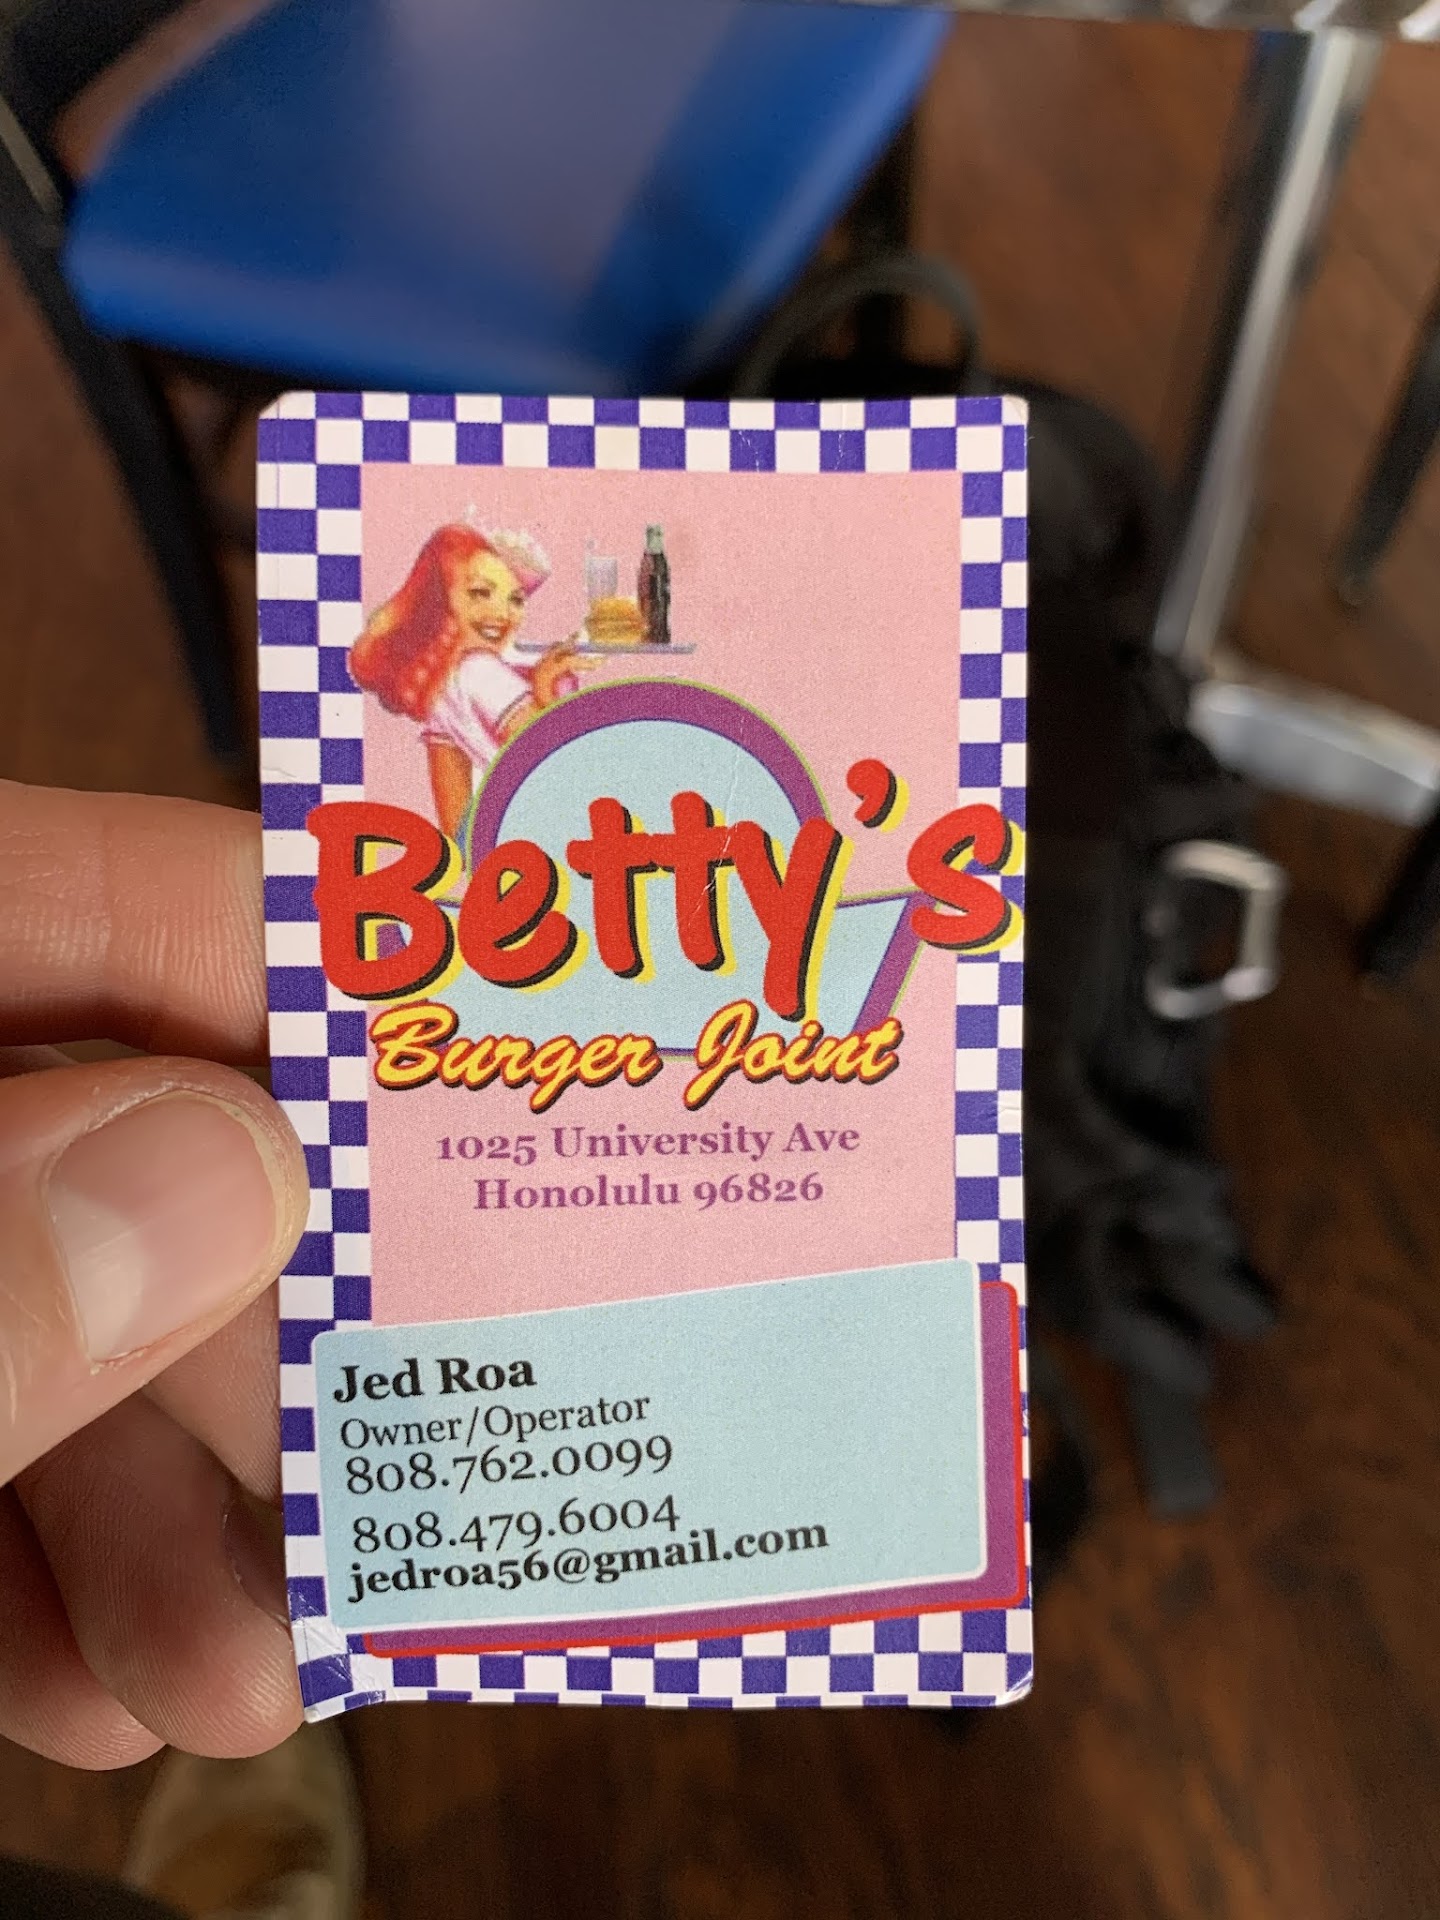 Betty's
Burger Joint
1025 University Ave
Honolulu 96826
Jed Roa
Owner/Operator
808.762.0099
808.479.6004
jedroa56@gmail.com